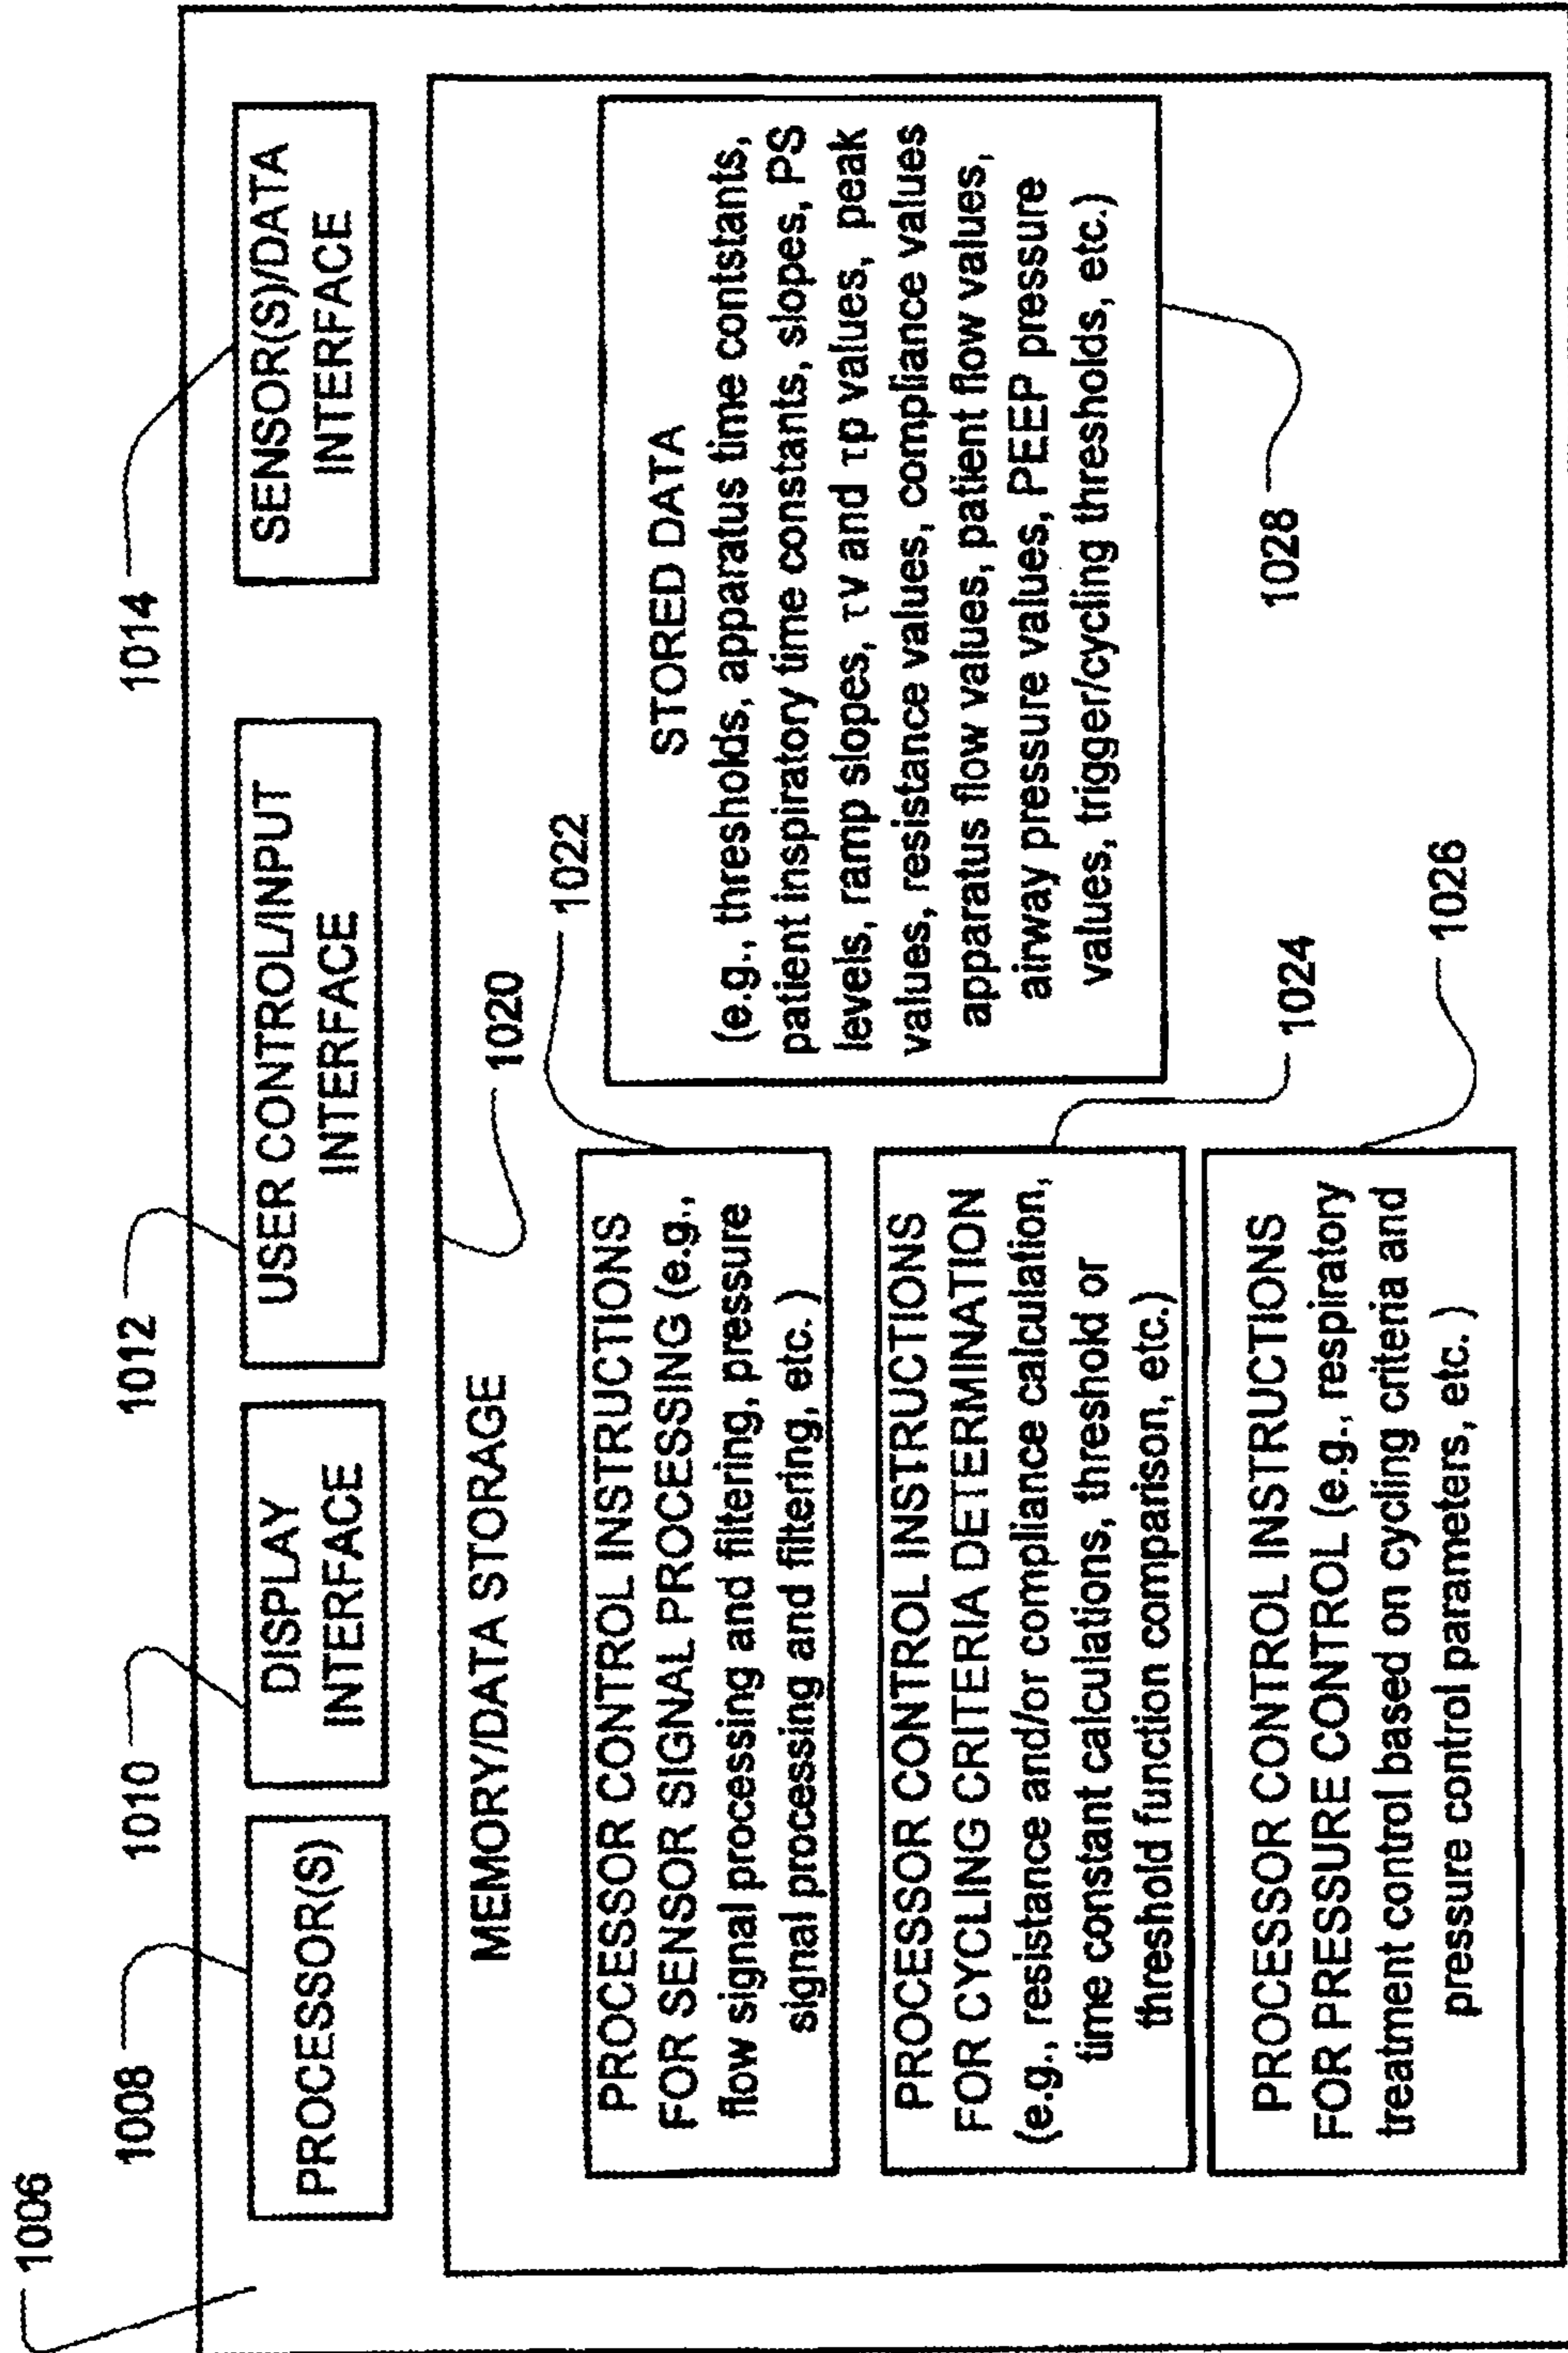 1006
1008
PROCESSOR(S)
1010
DISPLAY
INTERFACE
1012
USER CONTROL/INPUT
INTERFACE
1014
SENSOR(S)/DATA
INTERFACE
MEMORY/DATA STORAGE
1020
PROCESSOR CONTROL INSTRUCTIONS
FOR SENSOR SIGNAL PROCESSING (e.g.,
flow signal processing and filtering, pressure
signal processing and filtering, etc. )
1022
PROCESSOR CONTROL INSTRUCTIONS
FOR CYCLING CRITERIA DETERMINATION
(e.g., resistance and/or compliance calculation,
time constant calculations, threshold or
threshold function comparison, etc.)
1024
PROCESSOR CONTROL INSTRUCTIONS
FOR PRESSURE CONTROL (e.g., respiratory
treatment control based on cycling criteria and
pressure control parameters, etc. )
1026
STORED DATA
(e.g., thresholds, apparatus time contstants,
patient inspiratory time constants, slopes, PS
levels, ramp slopes, τV and τp values, peak
values, resistance values, compliance values
apparatus flow values, patient flow values,
airway pressure values, PEEP pressure
values, trigger/cycling thresholds, etc.)
1028